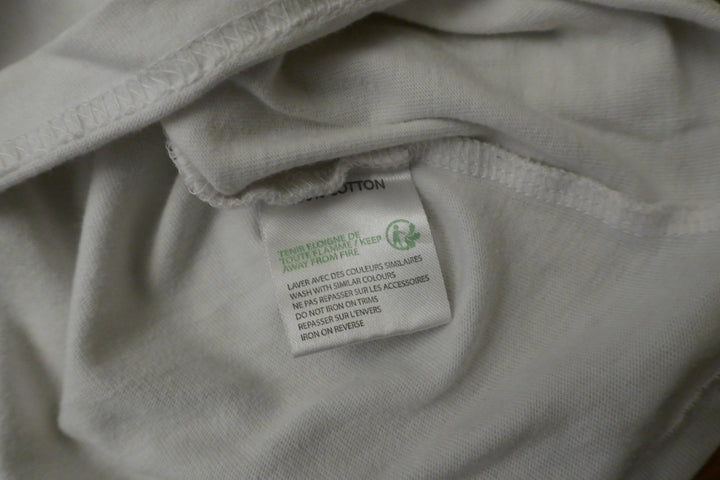 COTTON
TENIR ELOIGNE DE
TOUTE FLAMME / KEEP
AWAY FROM FIRE
LAVER AVEC DES COULEURS SIMILAIRES
WASH WITH SIMILAR COLOURS
NE PAS REPASSER SUR LES ACCESSOIRES
DO NOT IRON ON TRIMS
REPASSER SUR L'ENVERS
IRON ON REVERSE